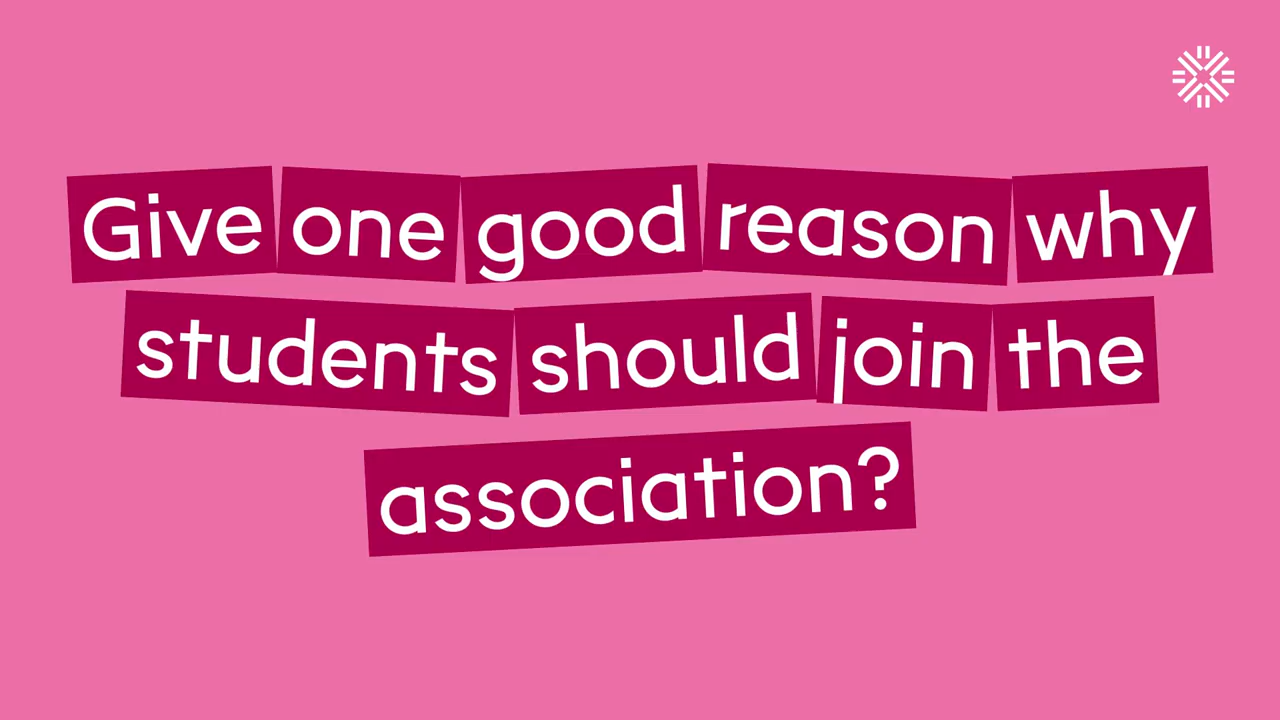 Give one good reason why
students should join the
association?